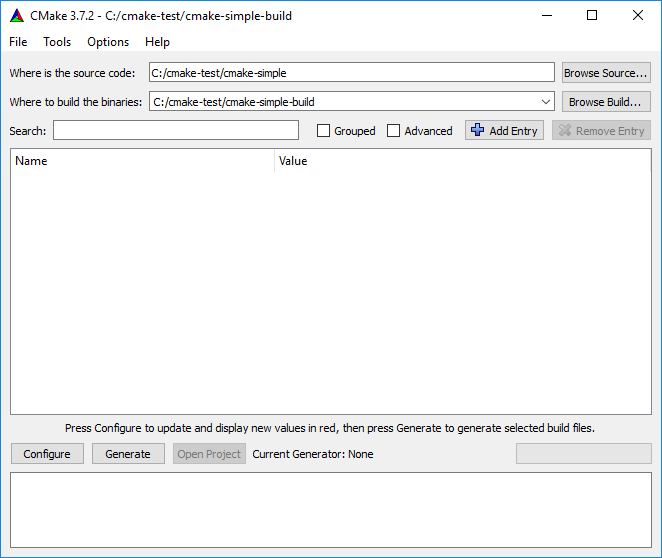 CMake 3.7.2 - C:/cmake-test/cmake-simple-build
File Tools Options Help
Where is the source code: C:/cmake-test/cmake-simple Browse Source...
Where to build the binaries: C:/cmake-test/cmake-simple-build Browse Build...
Search: Grouped Advanced Add Entry Remove Entry
Name Value
Press Configure to update and display new values in red, then press Generate to generate selected build files.
Configure Generate Open Project Current Generator: None